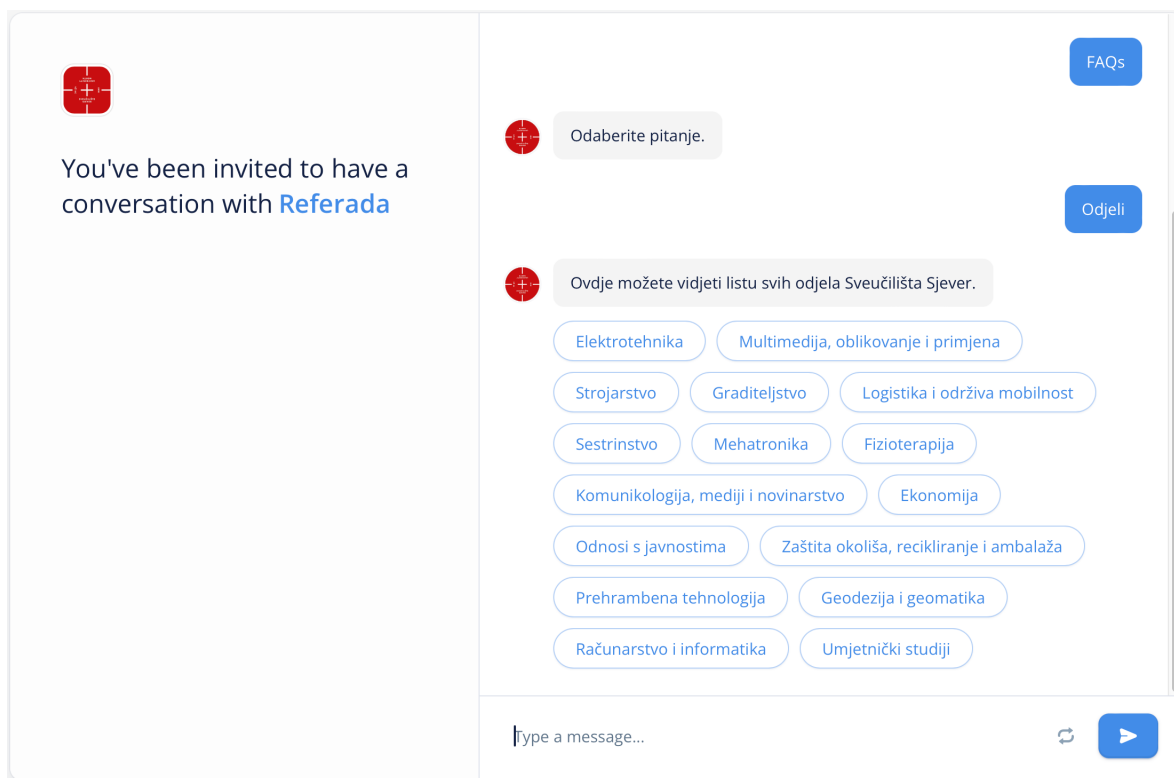 FAQs
Odaberite pitanje.
You've been invited to have a
conversation with Referada
Odjeli
Ovdje možete vidjeti listu svih odjela Sveučilišta Sjever.
Elektrotehnika
Multimedija, oblikovanje i primjena
Strojarstvo
Graditeljstvo
Logistika i održiva mobilnost
Sestrinstvo
Mehatronika
Fizioterapija
Komunikologija, mediji i novinarstvo
Ekonomija
Odnosi s javnostima
Zaštita okoliša, recikliranje i ambalaža
Prehrambena tehnologija
Geodezija i geomatika
Računarstvo i informatika
Umjetnički studiji
Type a message...